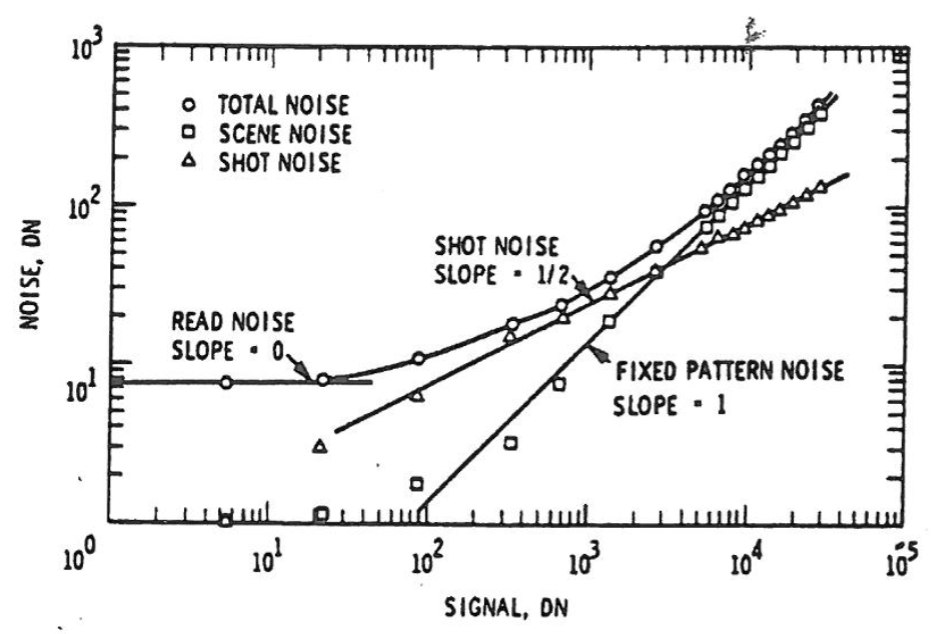 10³
TOTAL NOISE
SCENE NOISE
SHOT NOISE
10²
NOISE, DN
SHOT NOISE
SLOPE = 1/2
READ NOISE
SLOPE = 0
10¹
FIXED PATTERN NOISE
SLOPE = 1
10⁰ 10¹ 10² 10³ 10⁴ 10⁵
SIGNAL, DN